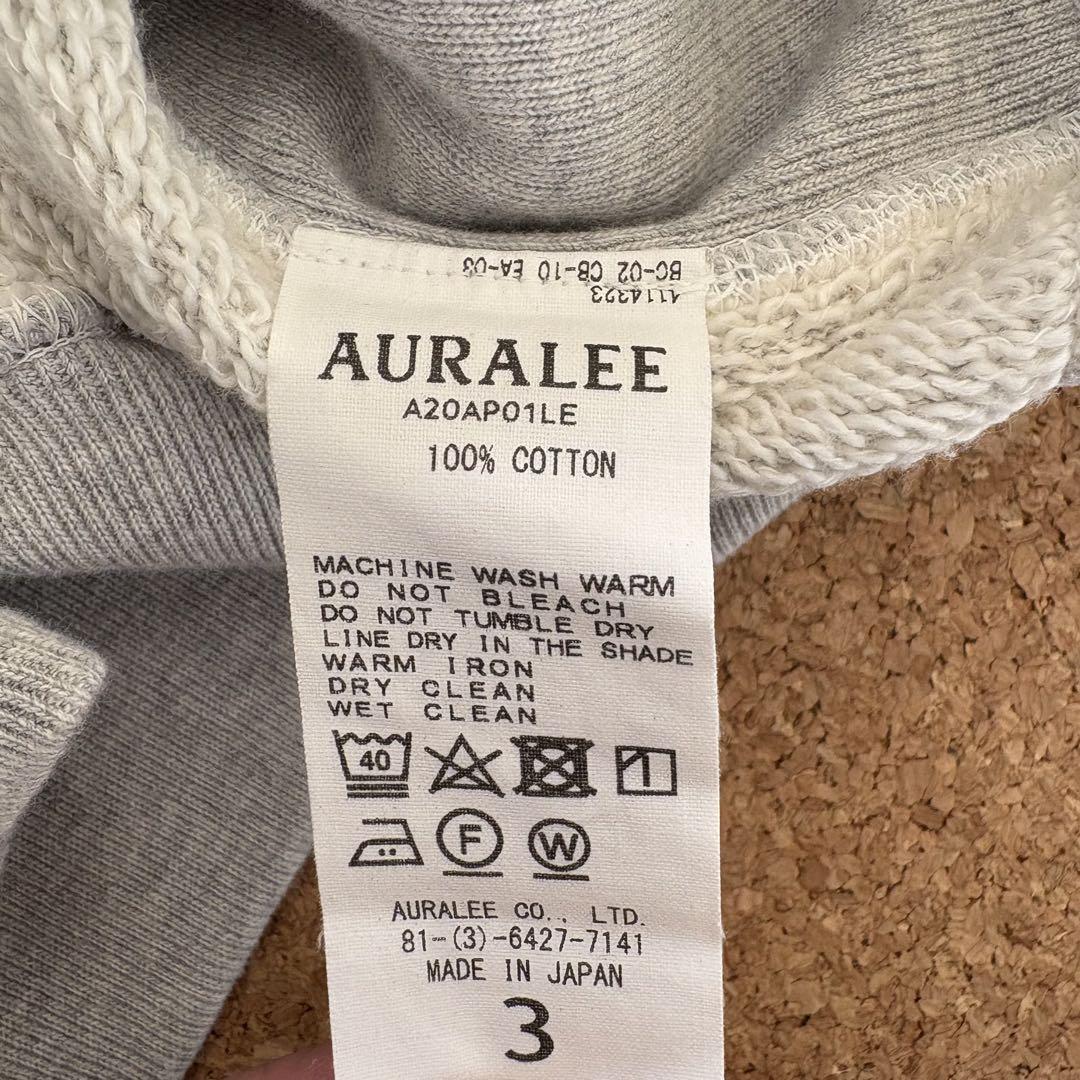 BC-02 CB-10 EA-03
1114323
AURALEE
A20AP01LE
100% COTTON
MACHINE WASH WARM
DO NOT BLEACH
DO NOT TUMBLE DRY
LINE DRY IN THE SHADE
WARM IRON
DRY CLEAN
WET CLEAN
40
F W
AURALEE CO., LTD.
81-(3)-6427-7141
MADE IN JAPAN
3